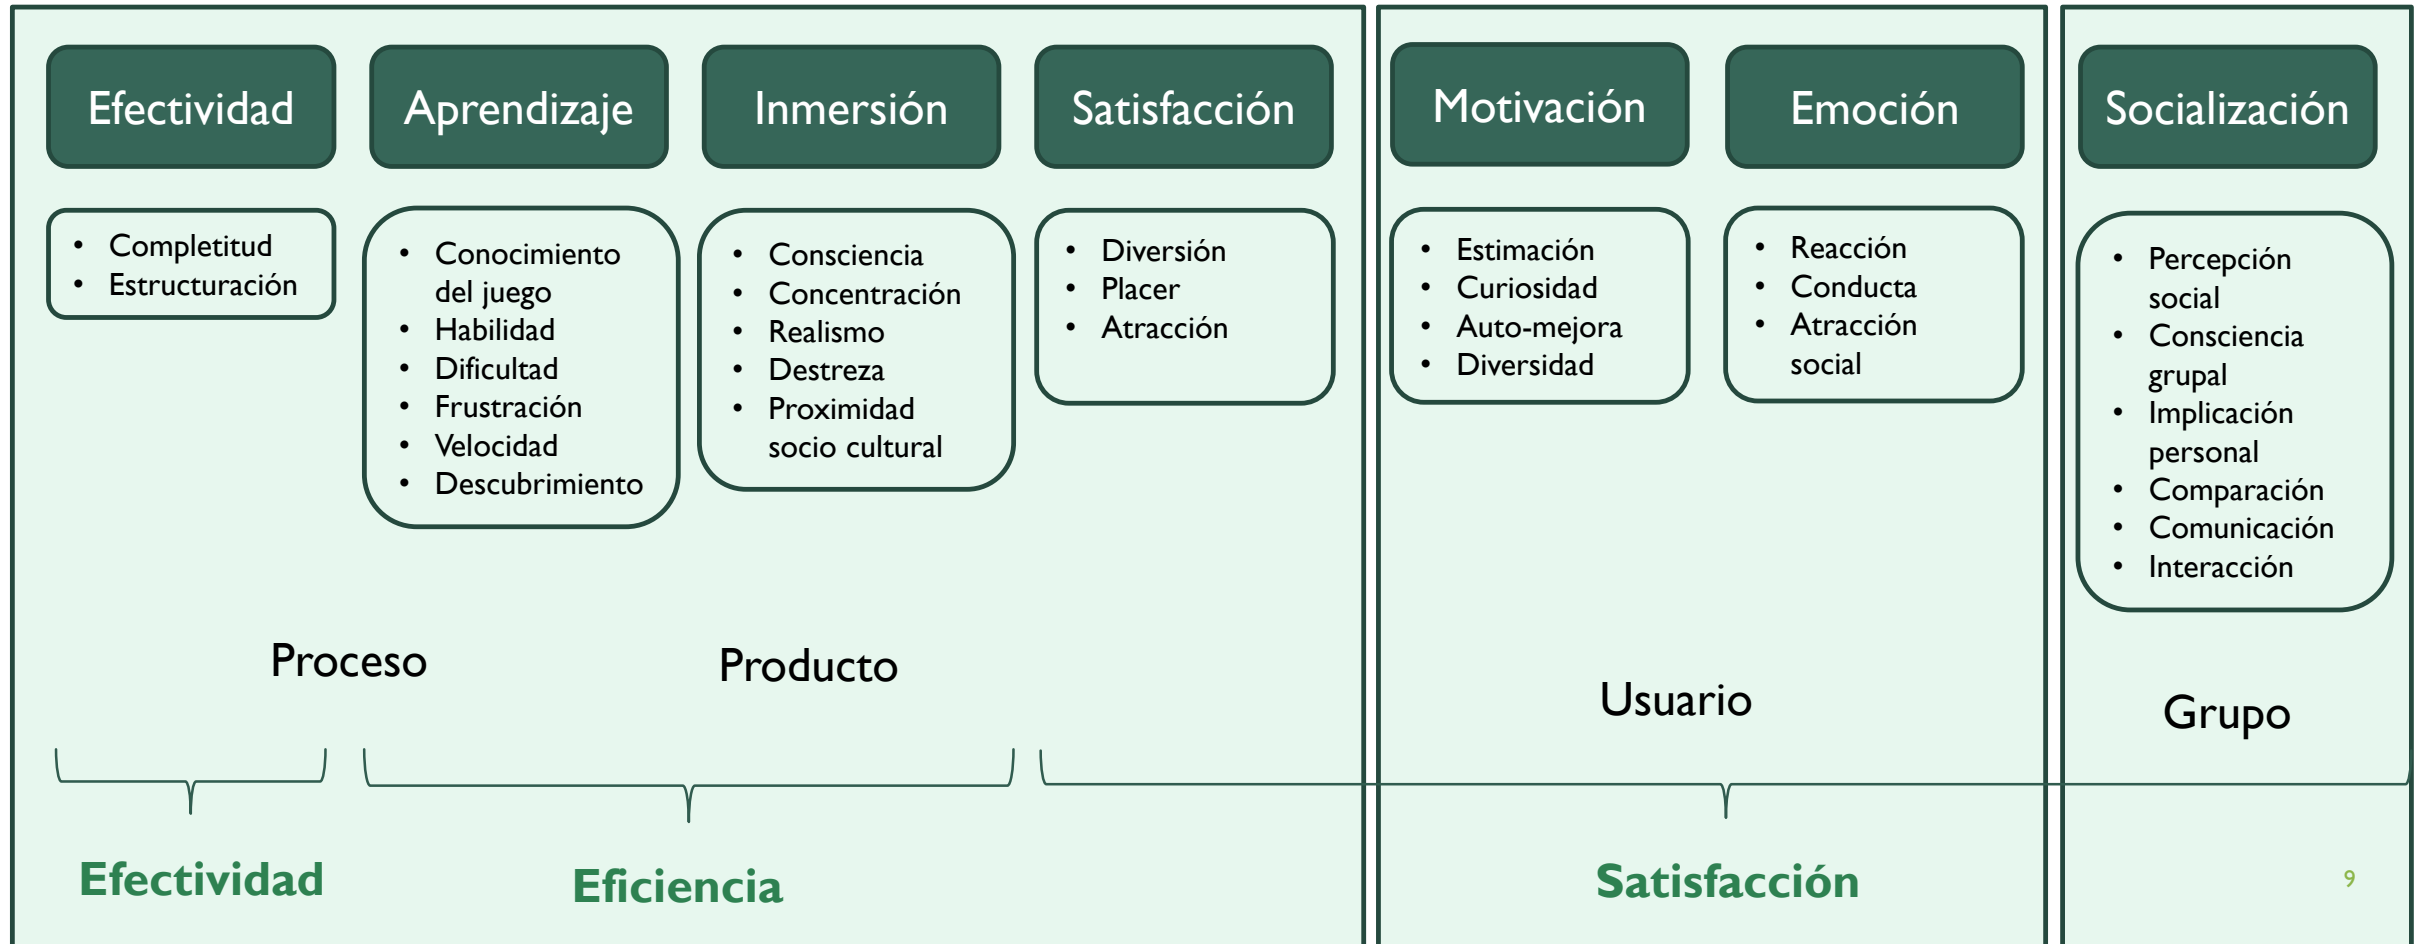 Efectividad
Aprendizaje
Inmersión
Satisfacción
Motivación
Emoción
Socialización
• Completitud
• Estructuración
• Conocimiento
del juego
• Habilidad
• Dificultad
• Frustración
• Velocidad
• Descubrimiento
• Consciencia
• Concentración
• Realismo
• Destreza
• Proximidad
socio cultural
• Diversión
• Placer
• Atracción
• Estimación
• Curiosidad
• Auto-mejora
• Diversidad
• Reacción
• Conducta
• Atracción
social
• Percepción
social
• Consciencia
grupal
• Implicación
personal
• Comparación
• Comunicación
• Interacción
Proceso
Producto
Usuario
Grupo
Efectividad
Eficiencia
Satisfacción
9